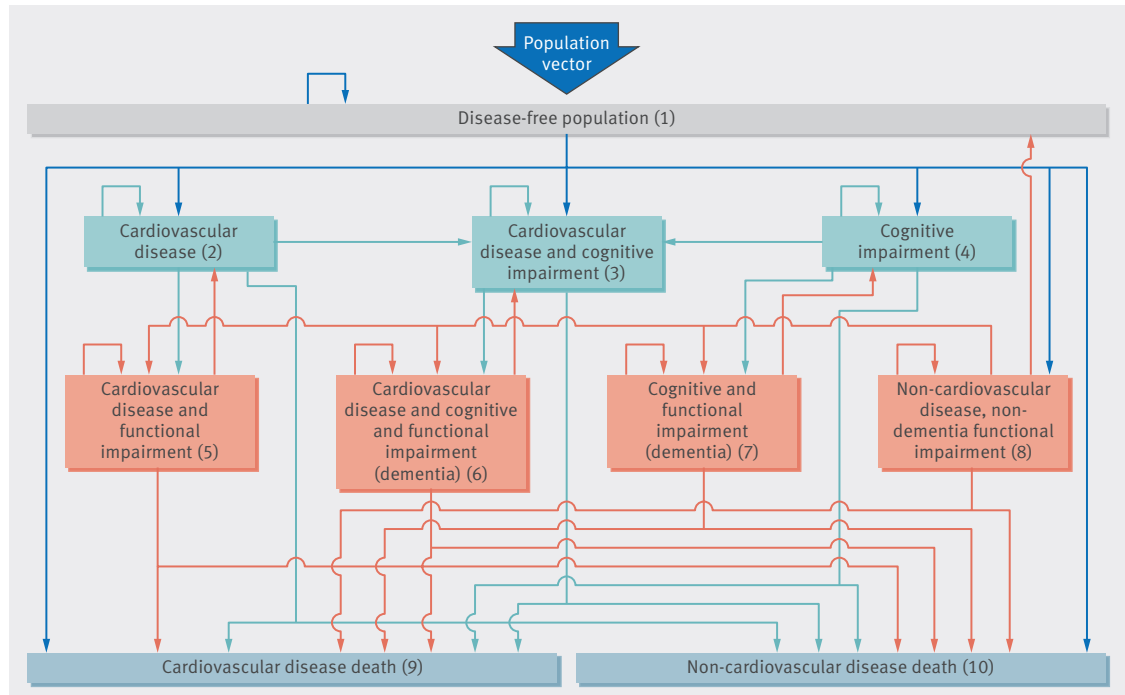 Population
vector
Disease-free population (1)
Cardiovascular
disease (2)
Cardiovascular
disease and cognitive
impairment (3)
Cognitive
impairment (4)
Cardiovascular
disease and
functional
impairment (5)
Cardiovascular
disease and cognitive
and functional
impairment
(dementia) (6)
Cognitive and
functional
impairment
(dementia) (7)
Non-cardiovascular
disease, non-
dementia functional
impairment (8)
Cardiovascular disease death (9)
Non-cardiovascular disease death (10)